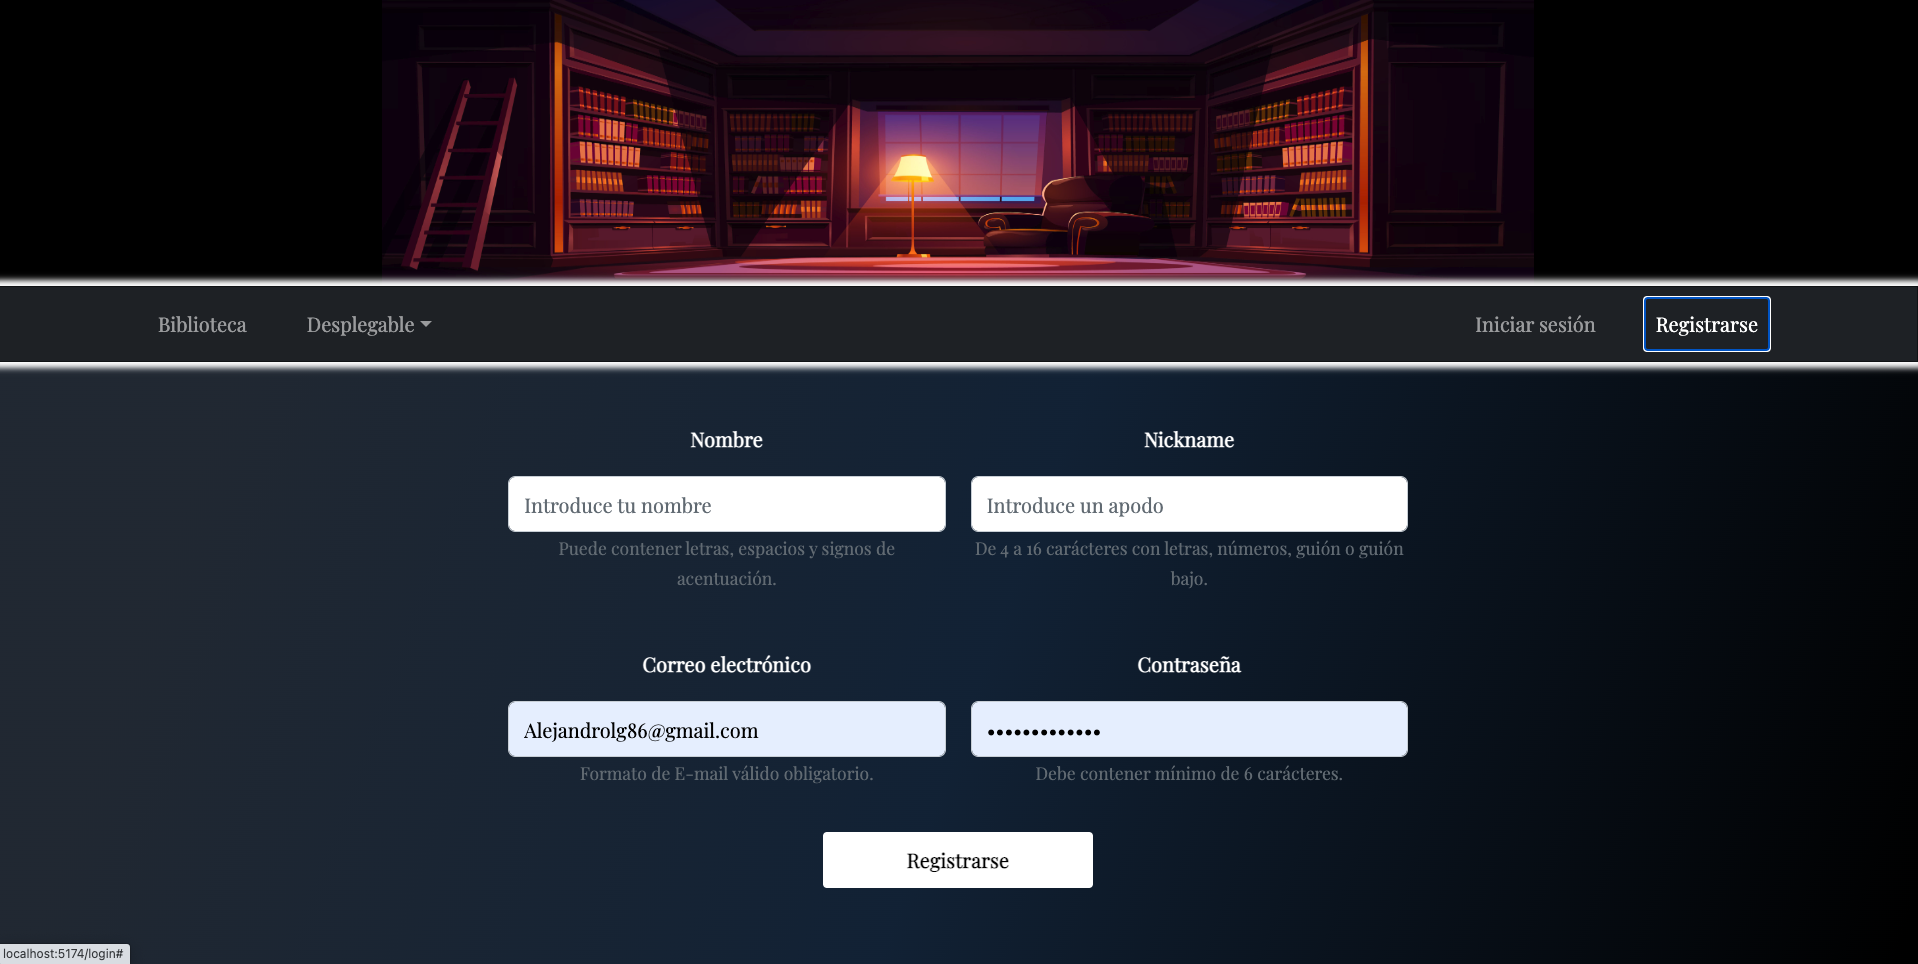 Biblioteca
Desplegable
Iniciar sesión
Registrarse
Nombre
Nickname
Introduce tu nombre
Introduce un apodo
Puede contener letras, espacios y signos de
acentuación.
De 4 a 16 carácteres con letras, números, guión o guión
bajo.
Correo electrónico
Contraseña
Alejandrolg86@gmail.com
•••••••••••••
Formato de E-mail válido obligatorio.
Debe contener mínimo de 6 carácteres.
Registrarse
localhost:5174/login#